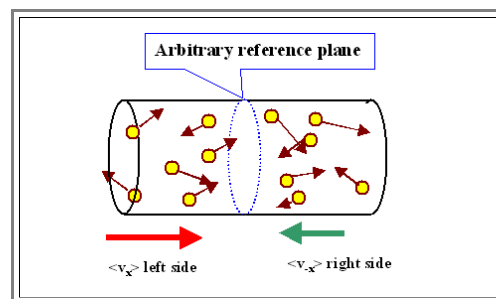 Arbitrary reference plane
<vₓ> left side
<v₋ₓ> right side